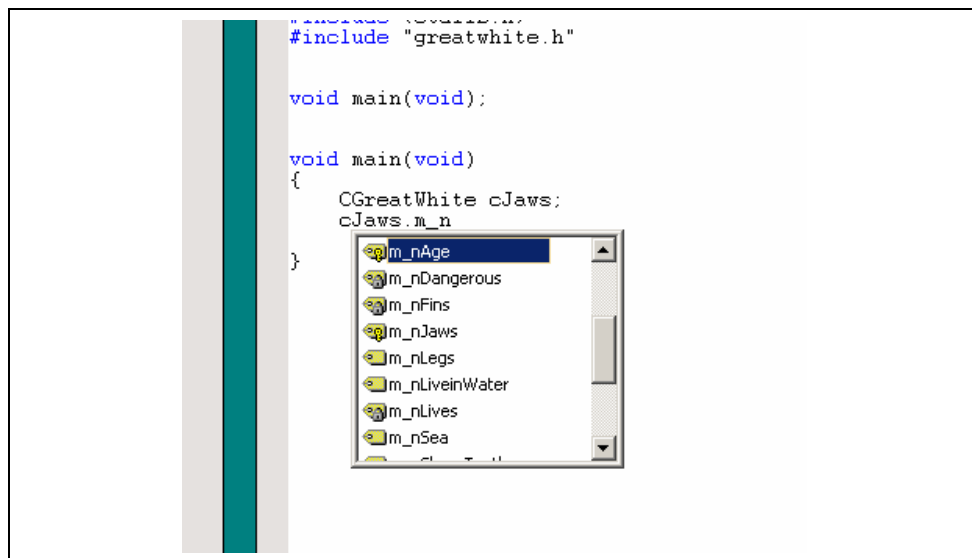 #include "greatwhite.h"
void main(void);
void main(void)
{
CGreatWhite cJaws;
cJaws.m_n
m_nAge
m_nDangerous
m_nFins
m_nJaws
m_nLegs
m_nLiveinWater
m_nLives
m_nSea
}